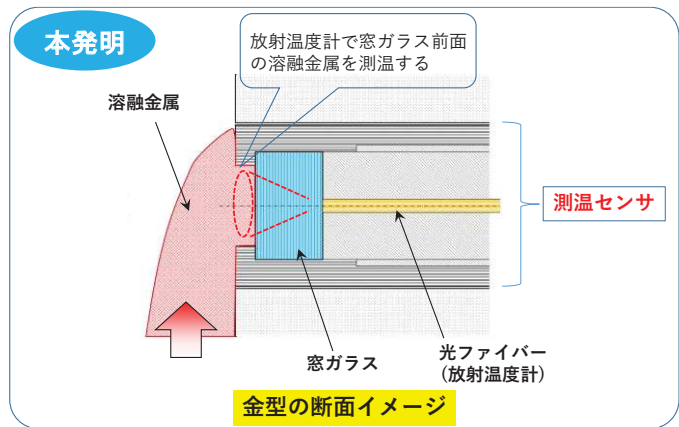 本発明
放射温度計で窓ガラス前面
の溶融金属を測温する
溶融金属
測温センサ
窓ガラス
光ファイバー
(放射温度計)
金型の断面イメージ